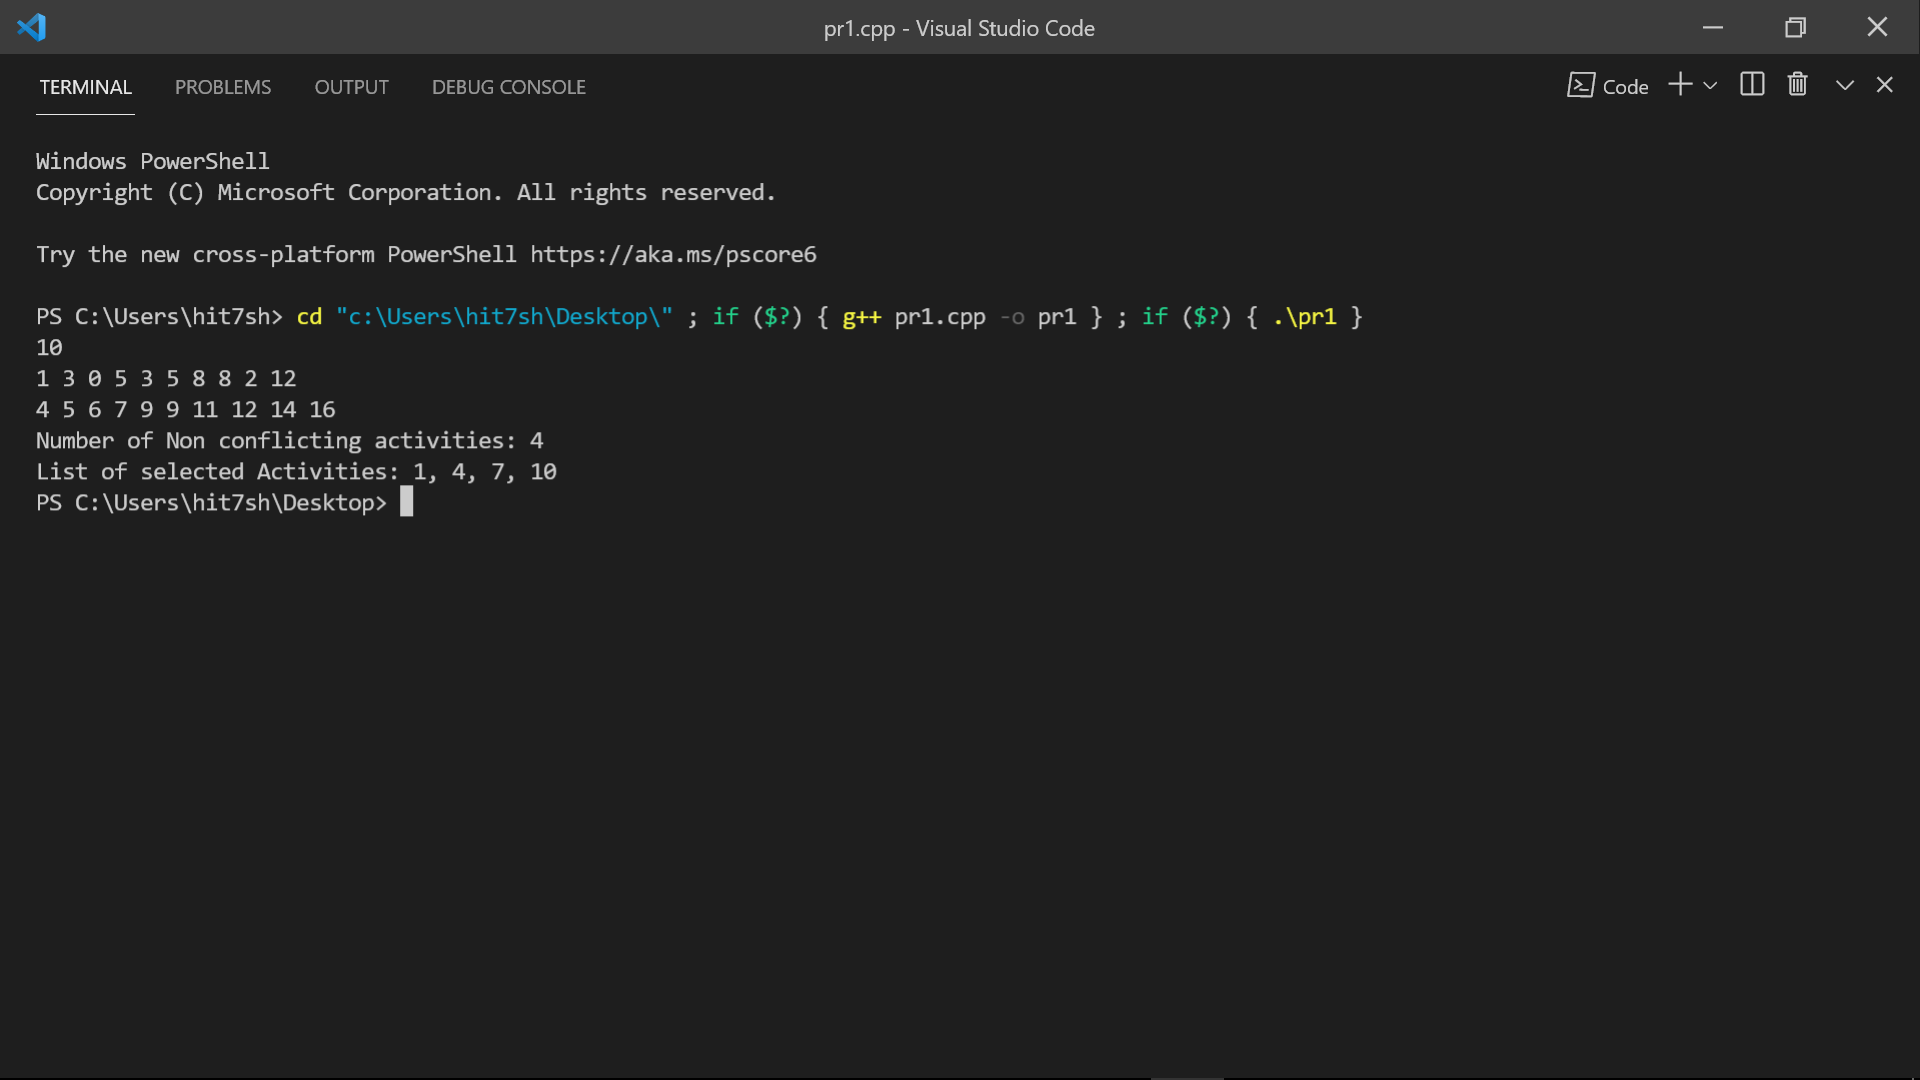 pr1.cpp - Visual Studio Code
TERMINAL PROBLEMS OUTPUT DEBUG CONSOLE Code
Windows PowerShell
Copyright (C) Microsoft Corporation. All rights reserved.
Try the new cross-platform PowerShell https://aka.ms/pscore6
PS C:\Users\hit7sh> cd "c:\Users\hit7sh\Desktop\" ; if ($?) { g++ pr1.cpp -o pr1 } ; if ($?) { .\pr1 }
10
1 3 0 5 3 5 8 8 2 12
4 5 6 7 9 9 11 12 14 16
Number of Non conflicting activities: 4
List of selected Activities: 1, 4, 7, 10
PS C:\Users\hit7sh\Desktop>